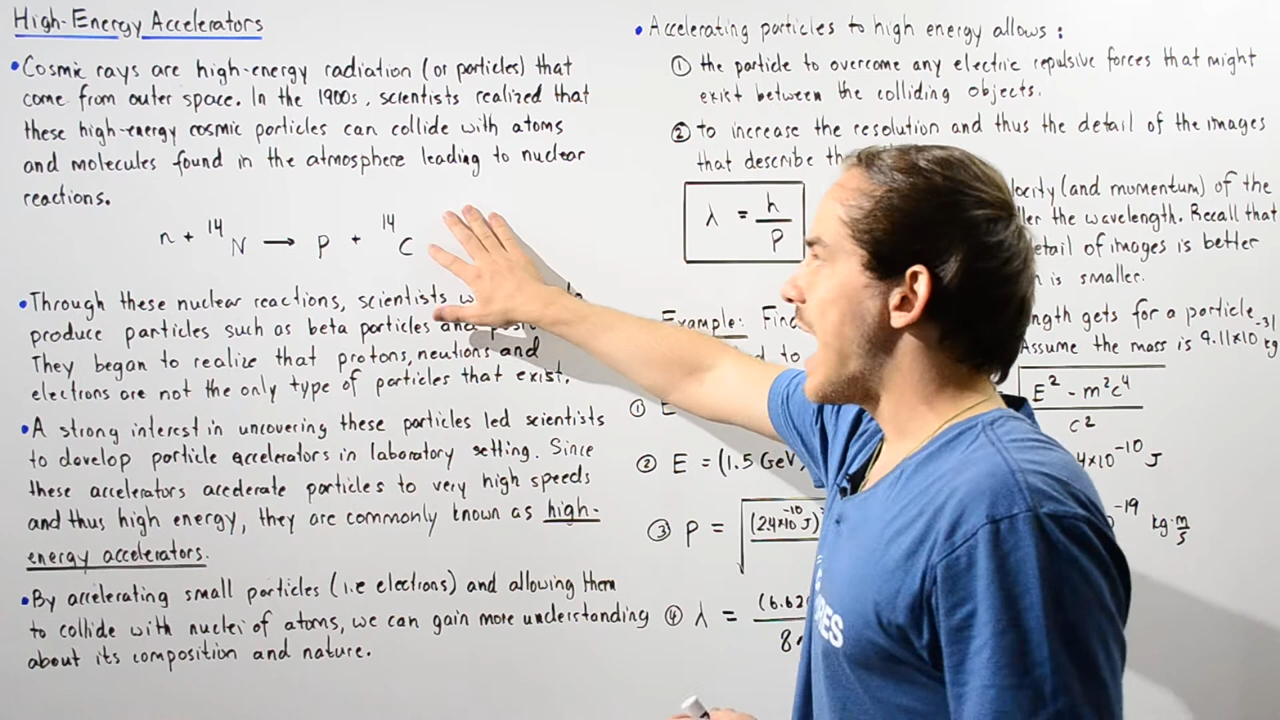 High-Energy Accelerators
• Cosmic rays are high-energy radiation (or particles) that
come from outer space. In the 1900s, scientists realized that
these high-energy cosmic particles can collide with atoms
and molecules found in the atmosphere leading to nuclear
reactions.
n + ¹⁴N → p + ¹⁴C
• Through these nuclear reactions, scientists
produce particles such as beta particles and
They began to realize that protons, neutrons and
electrons are not the only type of particles that exist.
• A strong interest in uncovering these particles led scientists
to develop particle accelerators in laboratory setting. Since
these accelerators accelerate particles to very high speeds
and thus high energy, they are commonly known as high-
energy accelerators.
• By accelerating small particles (i.e electrons) and allowing them
to collide with nuclei of atoms, we can gain more understanding
about its composition and nature.
• Accelerating particles to high energy allows :
① the particle to overcome any electric repulsive forces that might
exist between the colliding objects.
② to increase the resolution and thus the detail of the images
that describe
λ = h/p
(and momentum) of the
the wavelength. Recall that
of images is better
is smaller.
Example:
gets for a particle
Assume the mass is 9.11×10⁻³¹ kg
① E
E² - m²c⁴
c²
② E = (1.5 GeV)
4×10⁻¹⁰ J
③ P = √(2.4×10⁻¹⁰ J)
⁻¹⁹ kg·m/s
④ λ = (6.62
8
RES